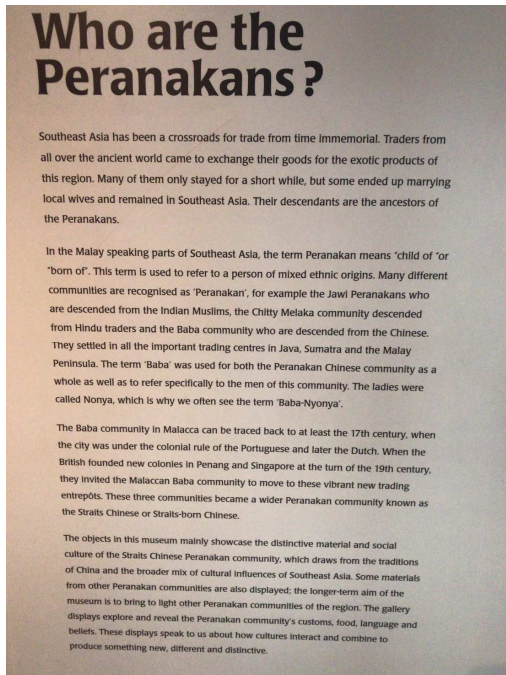 Who are the
Peranakans?
Southeast Asia has been a crossroads for trade from time immemorial. Traders from
all over the ancient world came to exchange their goods for the exotic products of
this region. Many of them only stayed for a short while, but some ended up marrying
local wives and remained in Southeast Asia. Their descendants are the ancestors of
the Peranakans.
In the Malay speaking parts of Southeast Asia, the term Peranakan means "child of "or
"born of". This term is used to refer to a person of mixed ethnic origins. Many different
communities are recognised as 'Peranakan', for example the Jawi Peranakans who
are descended from the Indian Muslims, the Chitty Melaka community descended
from Hindu traders and the Baba community who are descended from the Chinese.
They settled in all the important trading centres in Java, Sumatra and the Malay
Peninsula. The term 'Baba' was used for both the Peranakan Chinese community as a
whole as well as to refer specifically to the men of this community. The ladies were
called Nonya, which is why we often see the term 'Baba-Nyonya'.
The Baba community in Malacca can be traced back to at least the 17th century, when
the city was under the colonial rule of the Portuguese and later the Dutch. When the
British founded new colonies in Penang and Singapore at the turn of the 19th century,
they invited the Malaccan Baba community to move to these vibrant new trading
entrepôts. These three communities became a wider Peranakan community known as
the Straits Chinese or Straits-born Chinese.
The objects in this museum mainly showcase the distinctive material and social
culture of the Straits Chinese Peranakan community, which draws from the traditions
of China and the broader mix of cultural influences of Southeast Asia. Some materials
from other Peranakan communities are also displayed; the longer-term aim of the
museum is to bring to light other Peranakan communities of the region. The gallery
displays explore and reveal the Peranakan community's customs, food, language and
beliefs. These displays speak to us about how cultures interact and combine to
produce something new, different and distinctive.